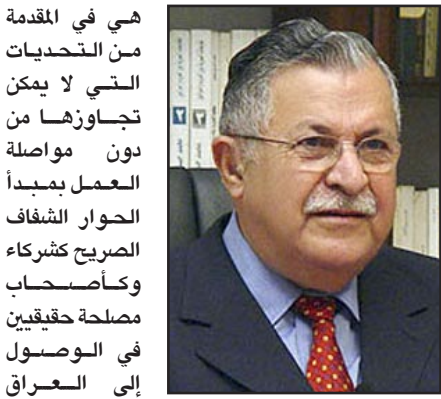 هي في المقدمة
من التحديات
التي لا يمكن
تجاوزها من
دون مواصلة
العمل بمبدأ
الحوار الشفاف
الصريح كشركاء
وكأصحاب
مصلحة حقيقيين
في الوصول
إلى العراق